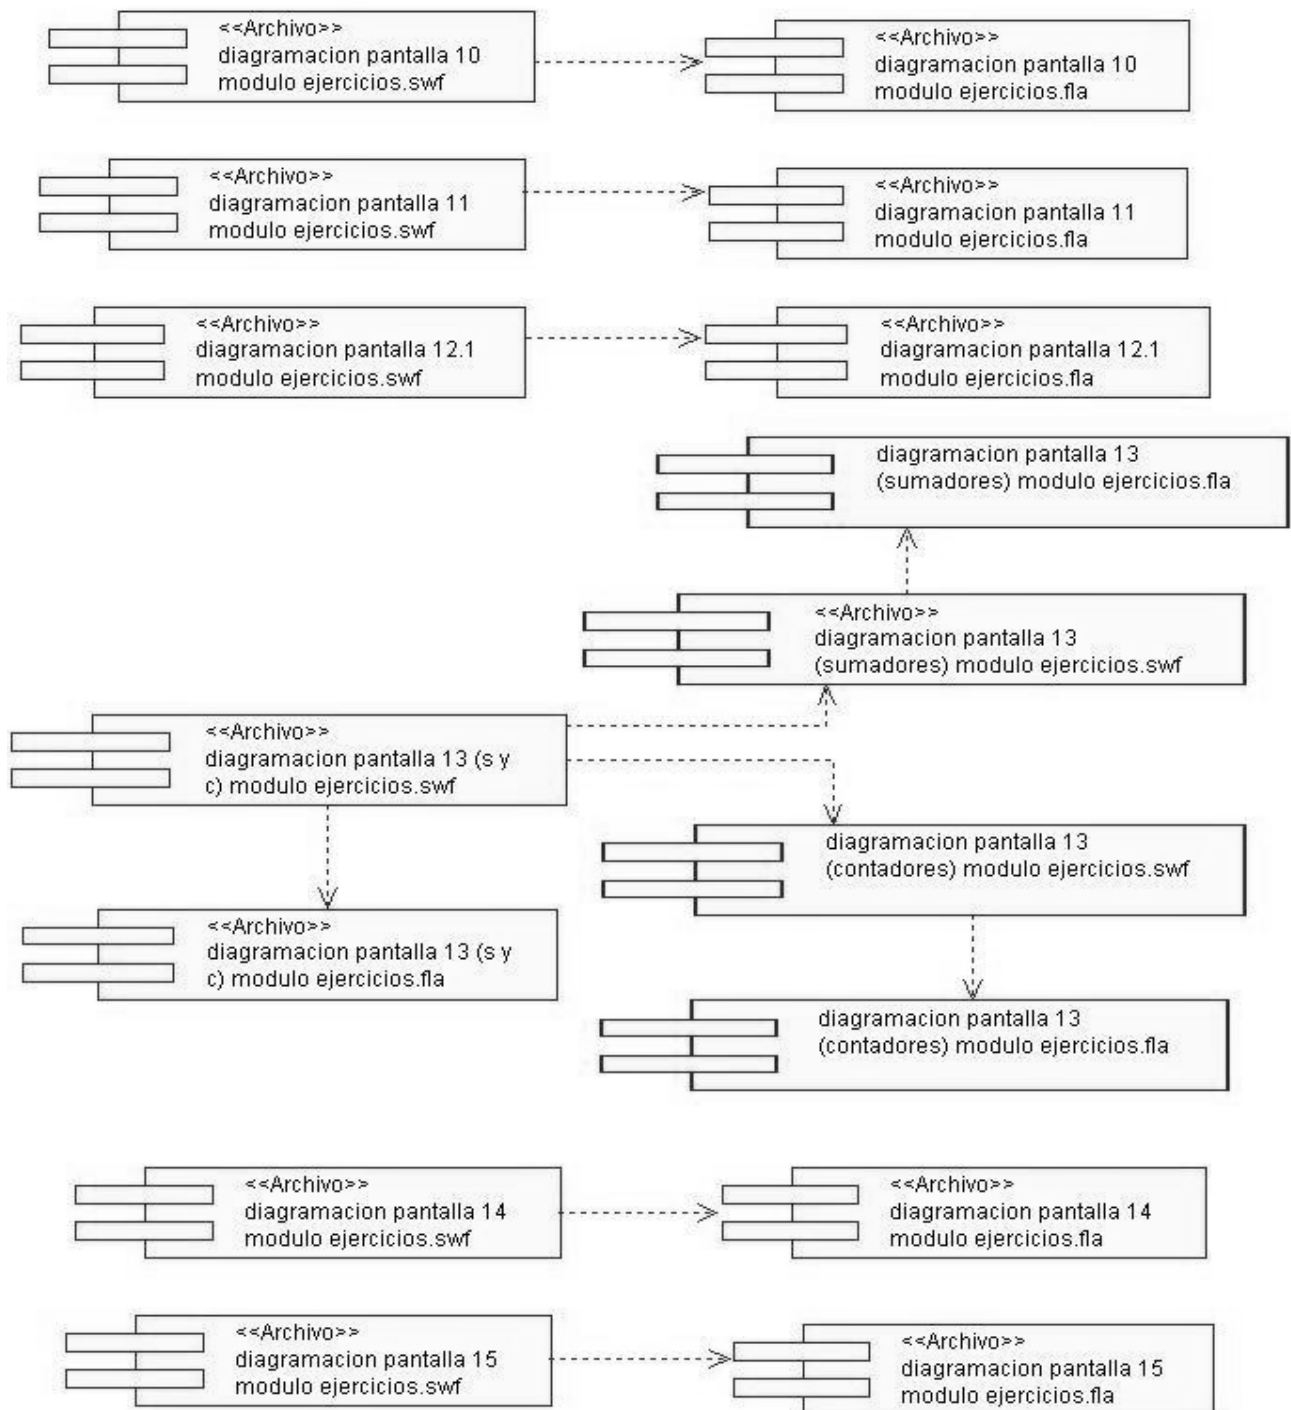 <<Archivo>>
diagramacion pantalla 10
modulo ejercicios.swf
<<Archivo>>
diagramacion pantalla 10
modulo ejercicios.fla
<<Archivo>>
diagramacion pantalla 11
modulo ejercicios.swf
<<Archivo>>
diagramacion pantalla 11
modulo ejercicios.fla
<<Archivo>>
diagramacion pantalla 12.1
modulo ejercicios.swf
<<Archivo>>
diagramacion pantalla 12.1
modulo ejercicios.fla
diagramacion pantalla 13
(sumadores) modulo ejercicios.fla
<<Archivo>>
diagramacion pantalla 13
(sumadores) modulo ejercicios.swf
<<Archivo>>
diagramacion pantalla 13 (s y
c) modulo ejercicios.swf
diagramacion pantalla 13
(contadores) modulo ejercicios.swf
<<Archivo>>
diagramacion pantalla 13 (s y
c) modulo ejercicios.fla
diagramacion pantalla 13
(contadores) modulo ejercicios.fla
<<Archivo>>
diagramacion pantalla 14
modulo ejercicios.swf
<<Archivo>>
diagramacion pantalla 14
modulo ejercicios.fla
<<Archivo>>
diagramacion pantalla 15
modulo ejercicios.swf
<<Archivo>>
diagramacion pantalla 15
modulo ejercicios.fla